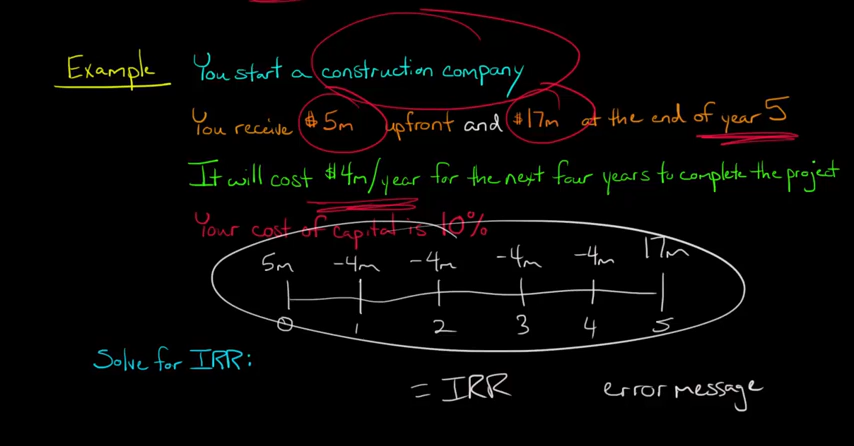 Example
You start a construction company
You receive $5m upfront and $17m at the end of year 5
It will cost $4m/year for the next four years to complete the project
Your cost of capital is 10%
5m -4m -4m -4m -4m 17m
0 1 2 3 4 5
Solve for IRR:
= IRR error message